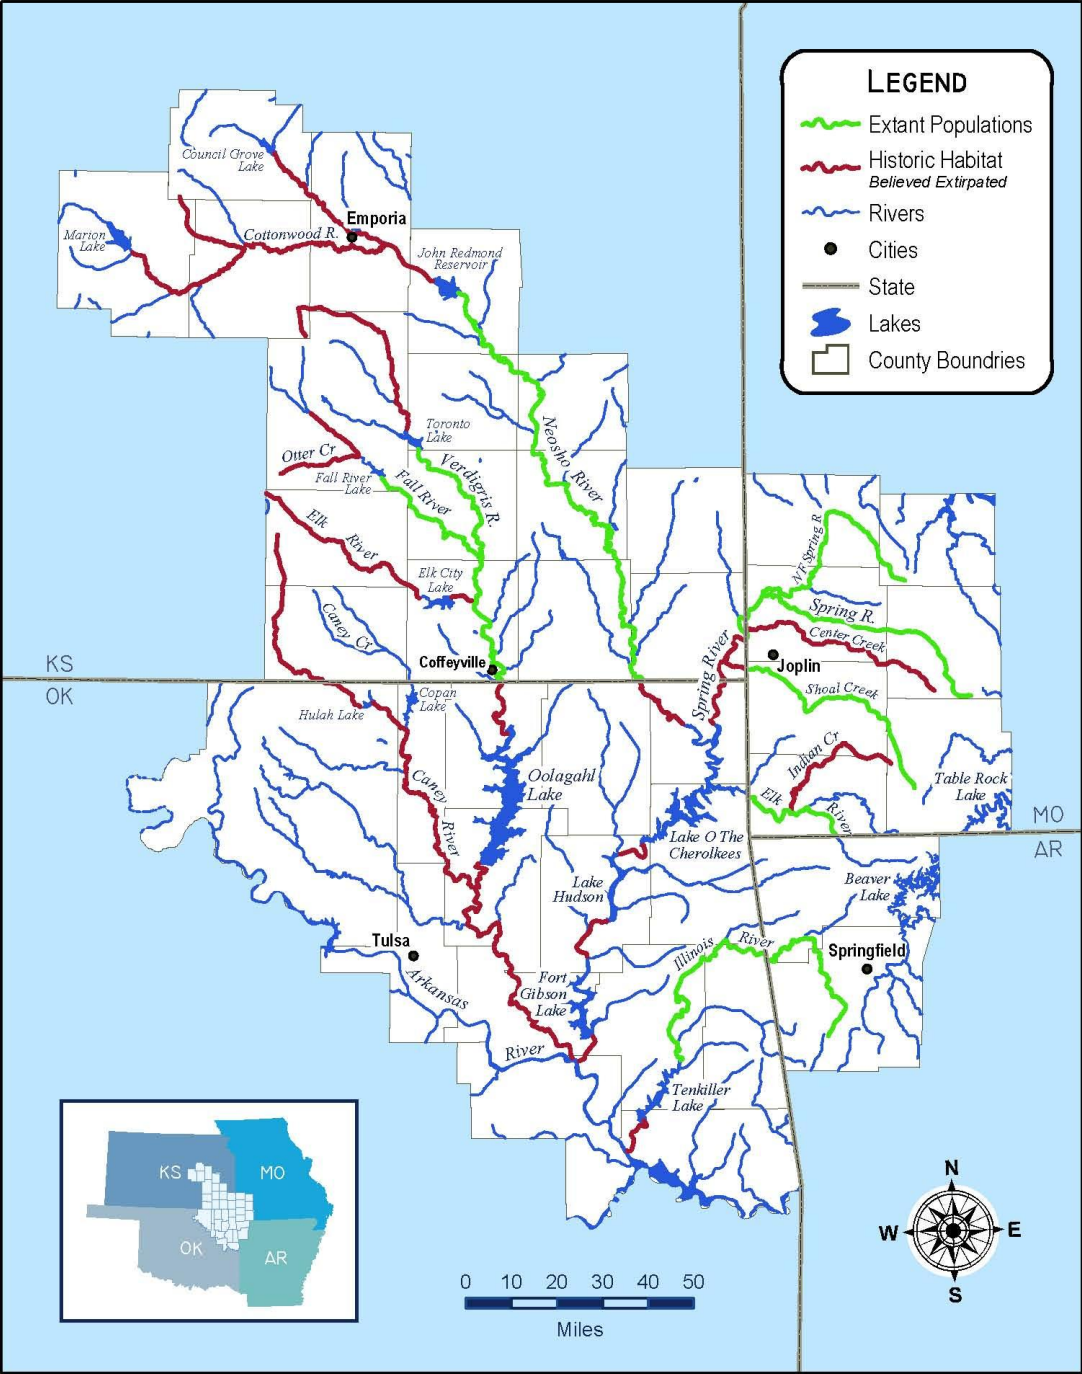 LEGEND
Extant Populations
Historic Habitat
Believed Extirpated
Rivers
Cities
State
Lakes
County Boundries
Council Grove
Lake
Emporia
Cottonwood R.
Marion
Lake
John Redmond
Reservoir
Toronto
Lake
Otter Cr
Fall River
Lake
Fall River
Verdigris R.
Neosho River
Elk River
Elk City
Lake
Caney Cr
Coffeyville
NF Spring R
Spring R.
Center Creek
Spring River
Joplin
Shoal Creek
KS
OK
Copan
Lake
Hulah Lake
Indian Cr
Oolagahl
Lake
Caney River
Elk River
Table Rock
Lake
MO
AR
Lake O The
Cherolkees
Lake
Hudson
Beaver
Lake
Tulsa
Illinois River
Springfield
Arkansas River
Fort
Gibson
Lake
Tenkiller
Lake
KS
MO
OK
AR
N
W
E
S
0 10 20 30 40 50
Miles